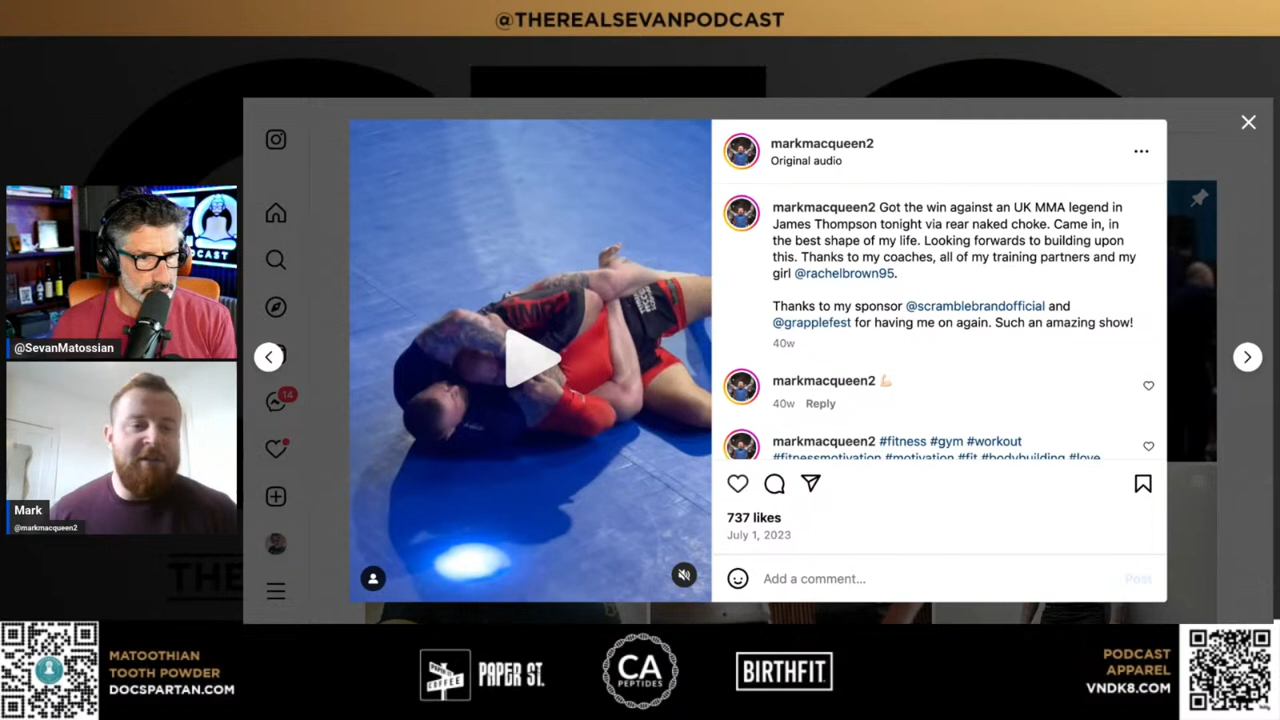 @THEREALSEVANPODCAST
markmacqueen2
Original audio
markmacqueen2 Got the win against an UK MMA legend in
James Thompson tonight via rear naked choke. Came in, in
the best shape of my life. Looking forwards to building upon
this. Thanks to my coaches, all of my training partners and my
girl @rachelbrown95.
Thanks to my sponsor @scramblebrandofficial and
@grapplefest for having me on again. Such an amazing show!
40w
markmacqueen2 💪🏻
40w Reply
markmacqueen2 #fitness #gym #workout
#fitnessmotivation #motivation #fit #bodybuilding #love
737 likes
July 1, 2023
Add a comment...
Post
14
@SevanMatossian
Mark
@markmacqueen2
MATOOTHIAN
TOOTH POWDER
DOCSPARTAN.COM
COFFEE
PAPER ST.
CA
PEPTIDES
BIRTHFIT
PODCAST
APPAREL
VNDK8.COM